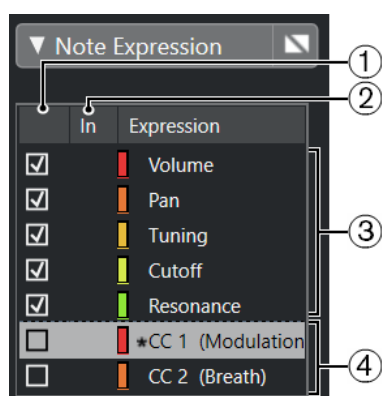 ▼ Note Expression
①
②
In Expression
Volume
Pan
Tuning
③
Cutoff
Resonance
*CC 1 (Modulation
④
CC 2 (Breath)